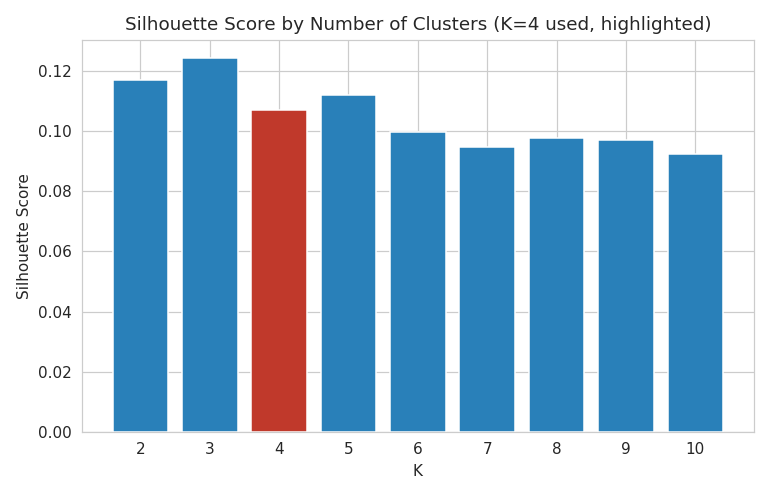 Silhouette Score by Number of Clusters (K=4 used, highlighted)
Silhouette Score
0.12
0.10
0.08
0.06
0.04
0.02
0.00
2 3 4 5 6 7 8 9 10
K